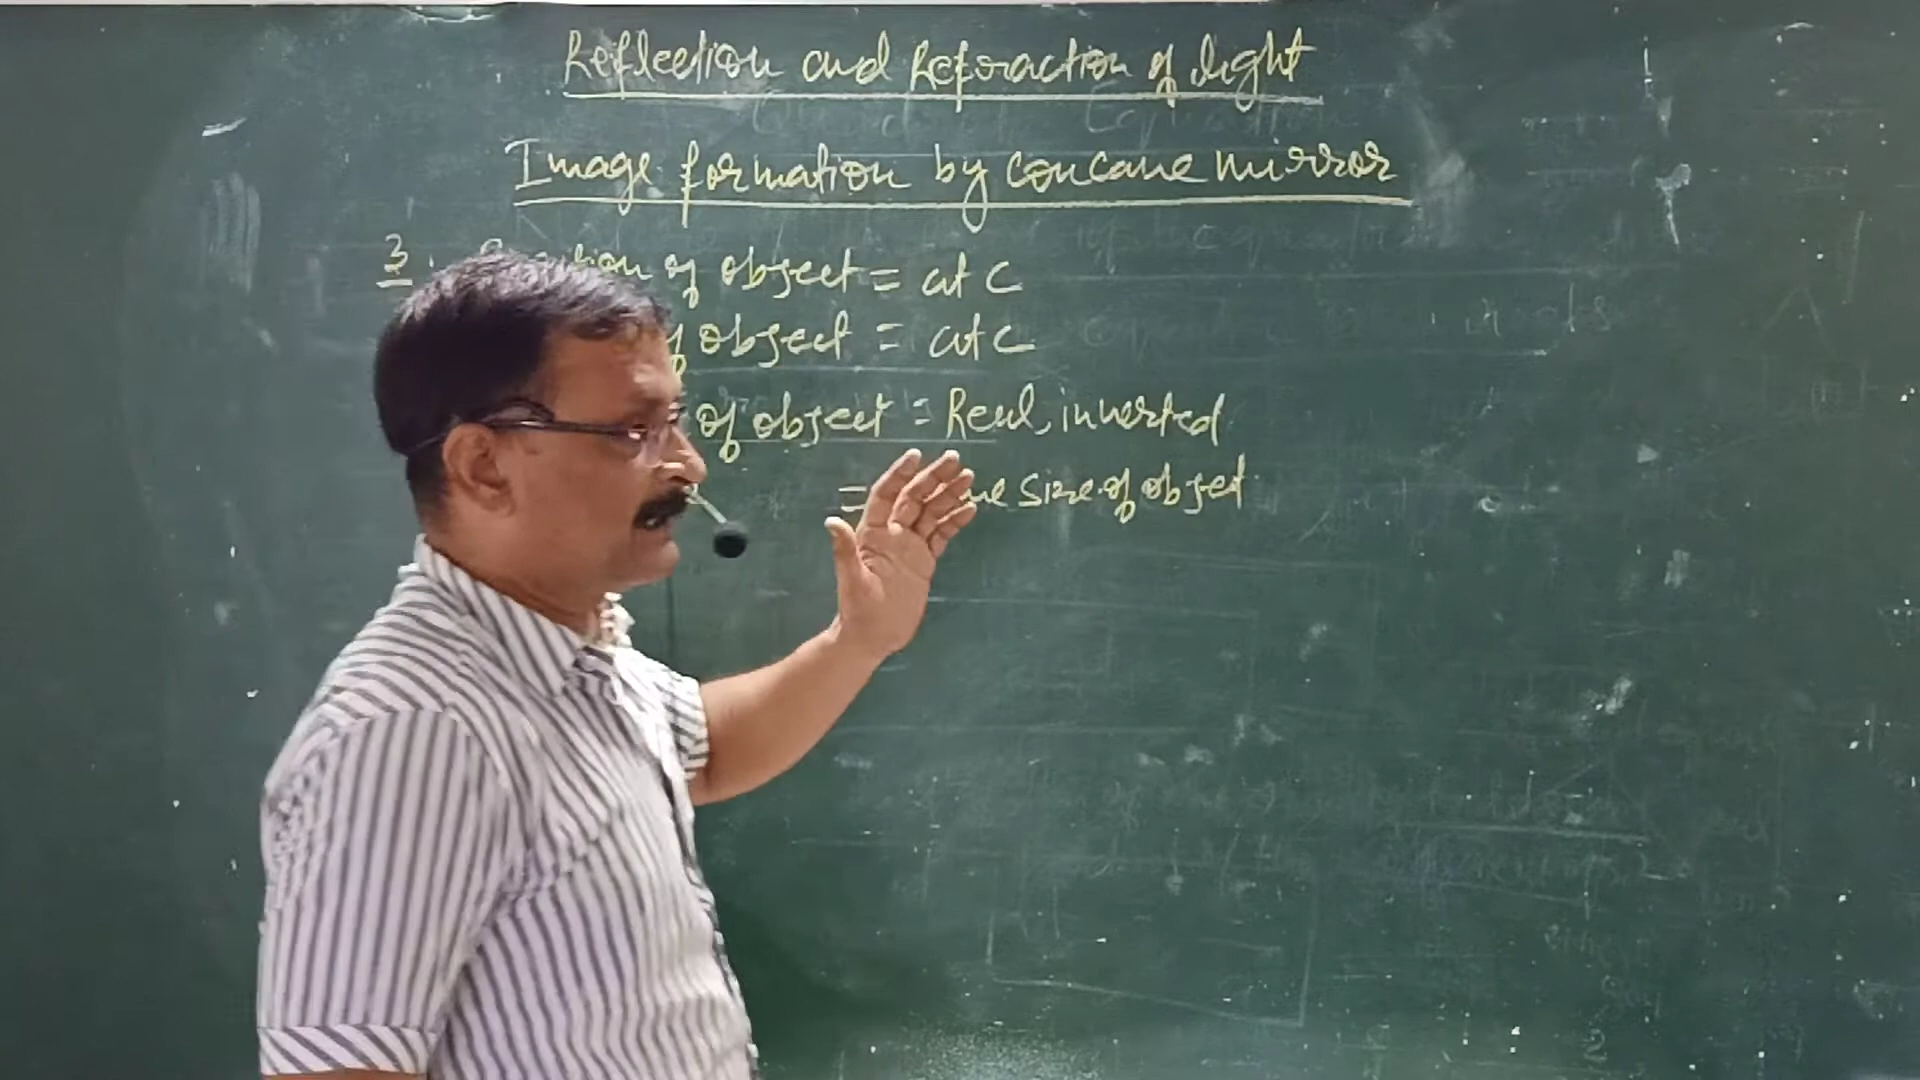 Reflection and Refraction of light
Image formation by concave mirror
3. of object = at C
of object = at C
of object = Real, inverted
= Size of object